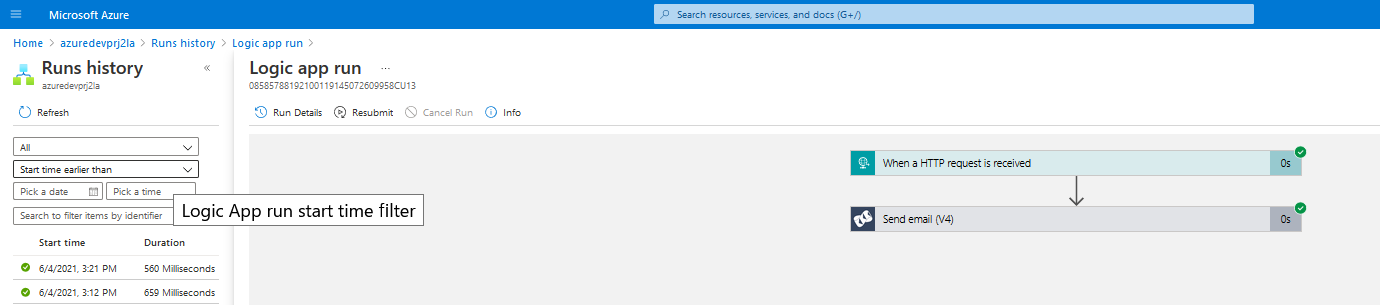 Microsoft Azure
Search resources, services, and docs (G+/)
Home > azuredevprj2la > Runs history > Logic app run >
Runs history
azuredevprj2la
«
Refresh
All
Start time earlier than
Pick a date
Pick a time
Search to filter items by identifier
Logic App run start time filter
Start time Duration
6/4/2021, 3:21 PM 560 Milliseconds
6/4/2021, 3:12 PM 659 Milliseconds
Logic app run ...
08585788192100119145072609958CU13
Run Details Resubmit Cancel Run Info
When a HTTP request is received 0s
Send email (V4) 0s